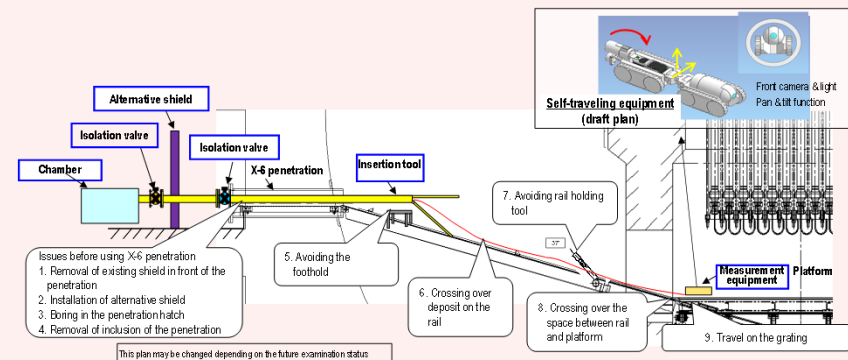 Self-traveling equipment
(draft plan)
Front camera & light
Pan & tilt function
Alternative shield
Isolation valve
Isolation valve
Chamber
X-6 penetration
Insertion tool
7. Avoiding rail holding
tool
37°
Measurement
equipment
Platform
Issues before using X-6 penetration
1. Removal of existing shield in front of the
penetration
2. Installation of alternative shield
3. Boring in the penetration hatch
4. Removal of inclusion of the penetration
5. Avoiding the
foothold
6. Crossing over
deposit on the
rail
8. Crossing over the
space between rail
and platform
9. Travel on the grating
This plan may be changed depending on the future examination status